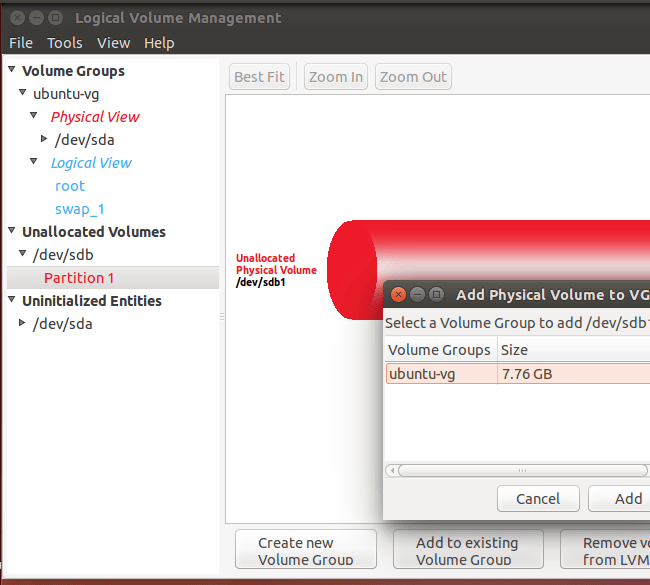 Logical Volume Management
File Tools View Help
Volume Groups
ubuntu-vg
Physical View
/dev/sda
Logical View
root
swap_1
Unallocated Volumes
/dev/sdb
Partition 1
Uninitialized Entities
/dev/sda
Best Fit Zoom In Zoom Out
Unallocated
Physical Volume
/dev/sdb1
Add Physical Volume to VG
Select a Volume Group to add /dev/sdb1
Volume Groups Size
ubuntu-vg 7.76 GB
Cancel Add
Create new
Volume Group
Add to existing
Volume Group
Remove
from LVM